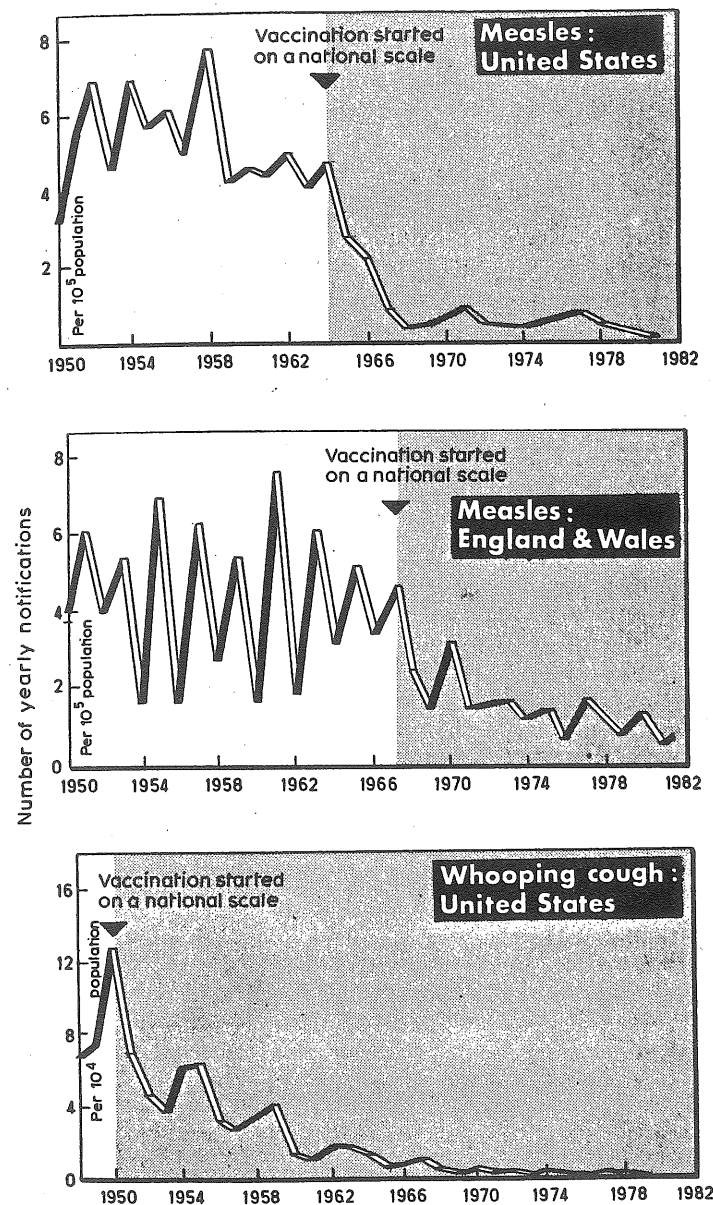 8
6
4
2
Per 10⁵ population
Vaccination started
on a national scale
Measles:
United States
1950 1954 1958 1962 1966 1970 1974 1978 1982
Number of yearly notifications
8
6
4
2
0
Per 10⁵ population
Vaccination started
on a national scale
Measles:
England & Wales
1950 1954 1958 1962 1966 1970 1974 1978 1982
16
12
8
4
0
Per 10⁴ population
Vaccination started
on a national scale
Whooping cough:
United States
1950 1954 1958 1962 1966 1970 1974 1978 1982